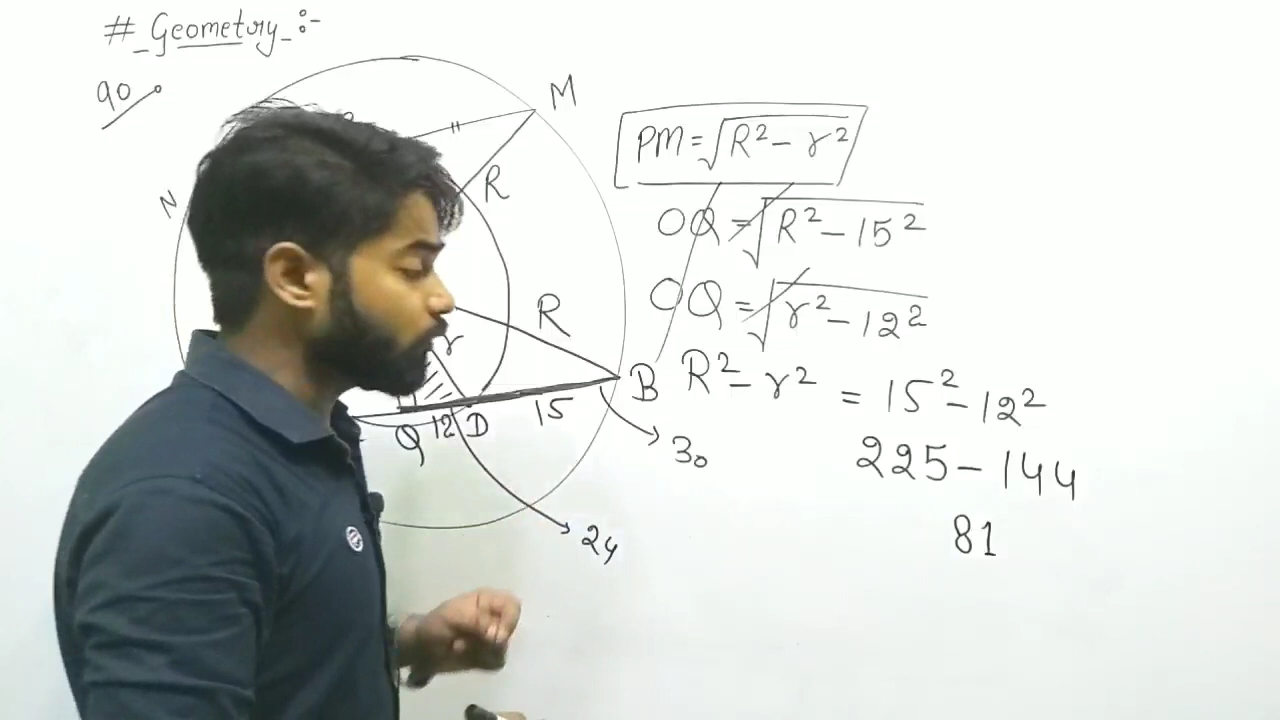 # Geometry :-
90
M
N
R
PM = √R² - r²
OQ = √R² - 15²
OQ = √r² - 12²
R
r
B
R² - r² = 15² - 12²
Q 12 D 15
30
225 - 144
24
81